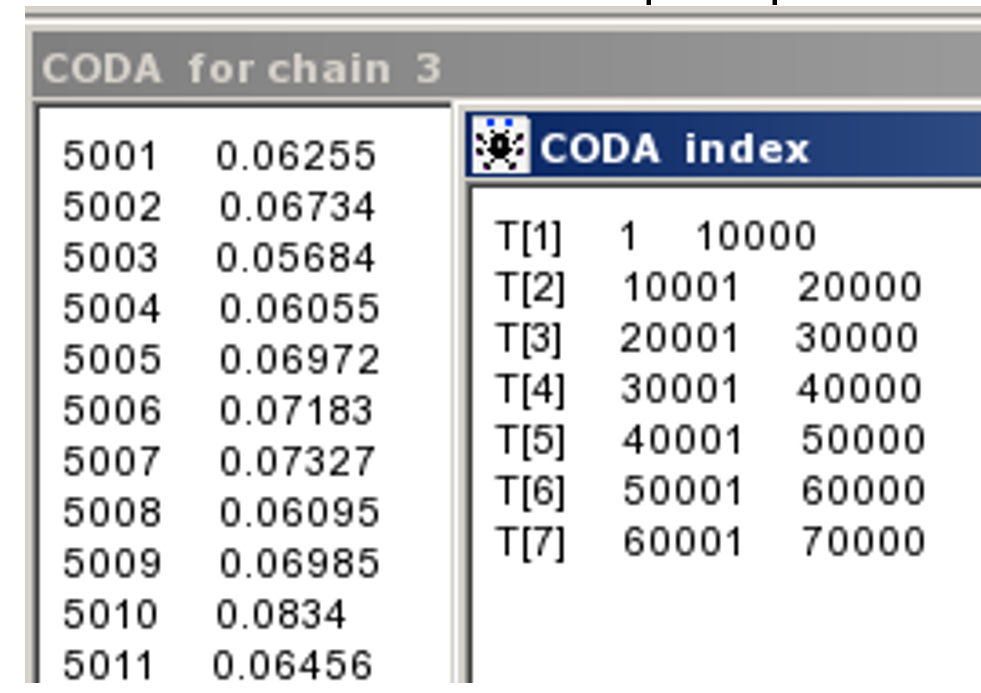 CODA for chain 3
5001 0.06255
5002 0.06734
5003 0.05684
5004 0.06055
5005 0.06972
5006 0.07183
5007 0.07327
5008 0.06095
5009 0.06985
5010 0.0834
5011 0.06456
CODA index
T[1] 1 10000
T[2] 10001 20000
T[3] 20001 30000
T[4] 30001 40000
T[5] 40001 50000
T[6] 50001 60000
T[7] 60001 70000